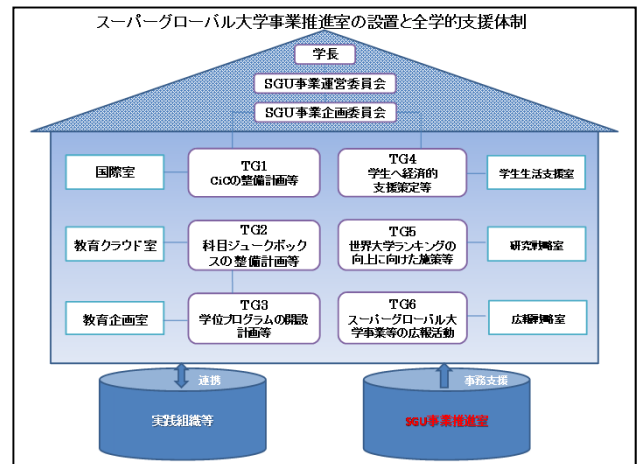 スーパーグローバル大学事業推進室の設置と全学的支援体制
学長
SGU事業運営委員会
SGU事業企画委員会
国際室
TG1
CiCの整備計画等
TG4
学生へ経済的
支援策定等
学生生活支援室
教育クラウド室
TG2
科目ジュークボック
スの整備計画等
TG5
世界大学ランキングの
向上に向けた施策等
研究戦略室
教育企画室
TG3
学位プログラムの開設
計画等
TG6
スーパーグローバル大
学事業等の広報活動
広報戦略室
連携
事務支援
実践組織等
SGU事業推進室